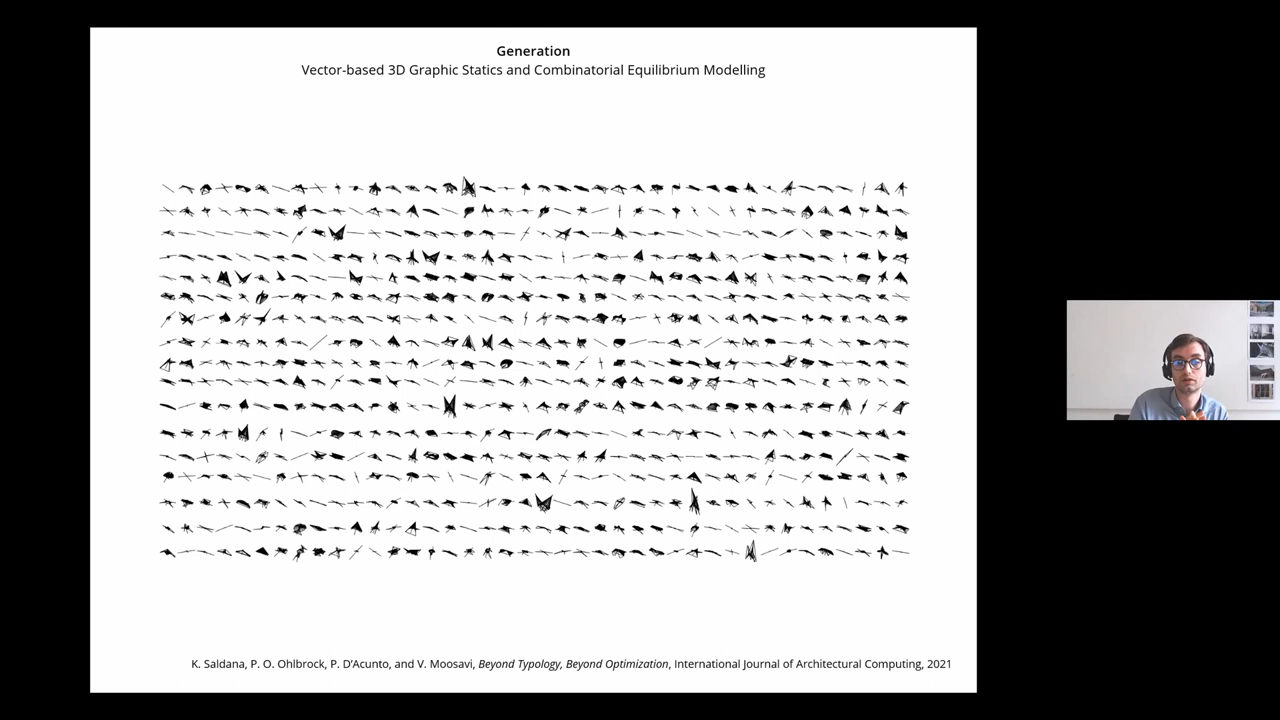 Generation
Vector-based 3D Graphic Statics and Combinatorial Equilibrium Modelling
K. Saldana, P. O. Ohlbrock, P. D'Acunto, and V. Moosavi, Beyond Typology, Beyond Optimization, International Journal of Architectural Computing, 2021